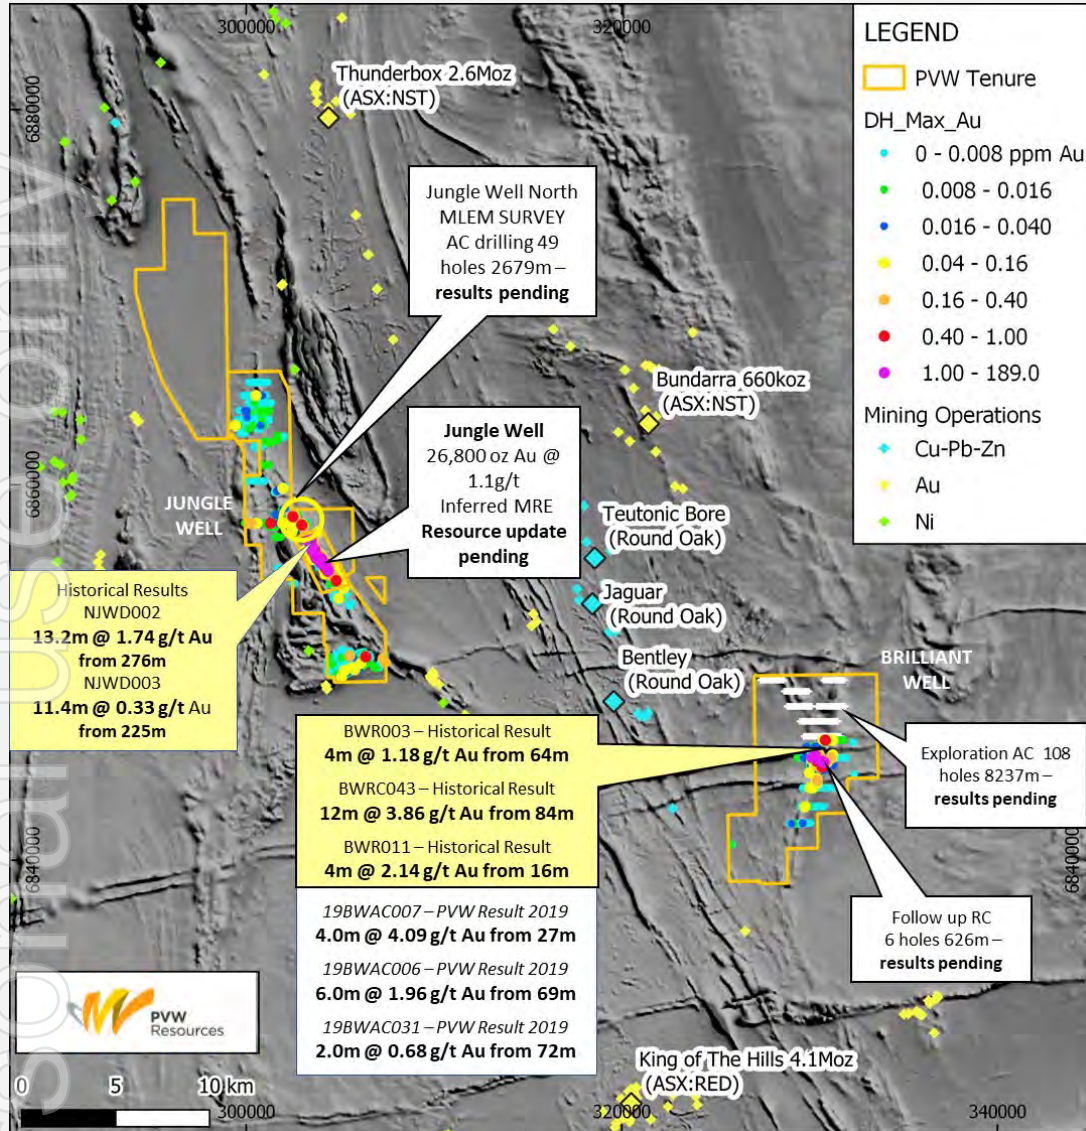 300000
320000
6880000
6860000
6840000
6840000
Thunderbox 2.6Moz
(ASX:NST)
Jungle Well North
MLEM SURVEY
AC drilling 49
holes 2679m –
results pending
Bundarra 660koz
(ASX:NST)
Jungle Well
26,800 oz Au @
1.1g/t
Inferred MRE
Resource update
pending
JUNGLE
WELL
Teutonic Bore
(Round Oak)
Jaguar
(Round Oak)
Bentley
(Round Oak)
BRILLIANT
WELL
Historical Results
NJWD002
13.2m @ 1.74 g/t Au
from 276m
NJWD003
11.4m @ 0.33 g/t Au
from 225m
BWR003 – Historical Result
4m @ 1.18 g/t Au from 64m
BWRC043 – Historical Result
12m @ 3.86 g/t Au from 84m
BWR011 – Historical Result
4m @ 2.14 g/t Au from 16m
19BWAC007 – PVW Result 2019
4.0m @ 4.09 g/t Au from 27m
19BWAC006 – PVW Result 2019
6.0m @ 1.96 g/t Au from 69m
19BWAC031 – PVW Result 2019
2.0m @ 0.68 g/t Au from 72m
Exploration AC 108
holes 8237m –
results pending
Follow up RC
6 holes 626m –
results pending
King of The Hills 4.1Moz
(ASX:RED)
LEGEND
PVW Tenure
DH_Max_Au
0 - 0.008 ppm Au
0.008 - 0.016
0.016 - 0.040
0.04 - 0.16
0.16 - 0.40
0.40 - 1.00
1.00 - 189.0
Mining Operations
Cu-Pb-Zn
Au
Ni
PVW
Resources
0 5 10 km
300000
320000
340000
sonal use only